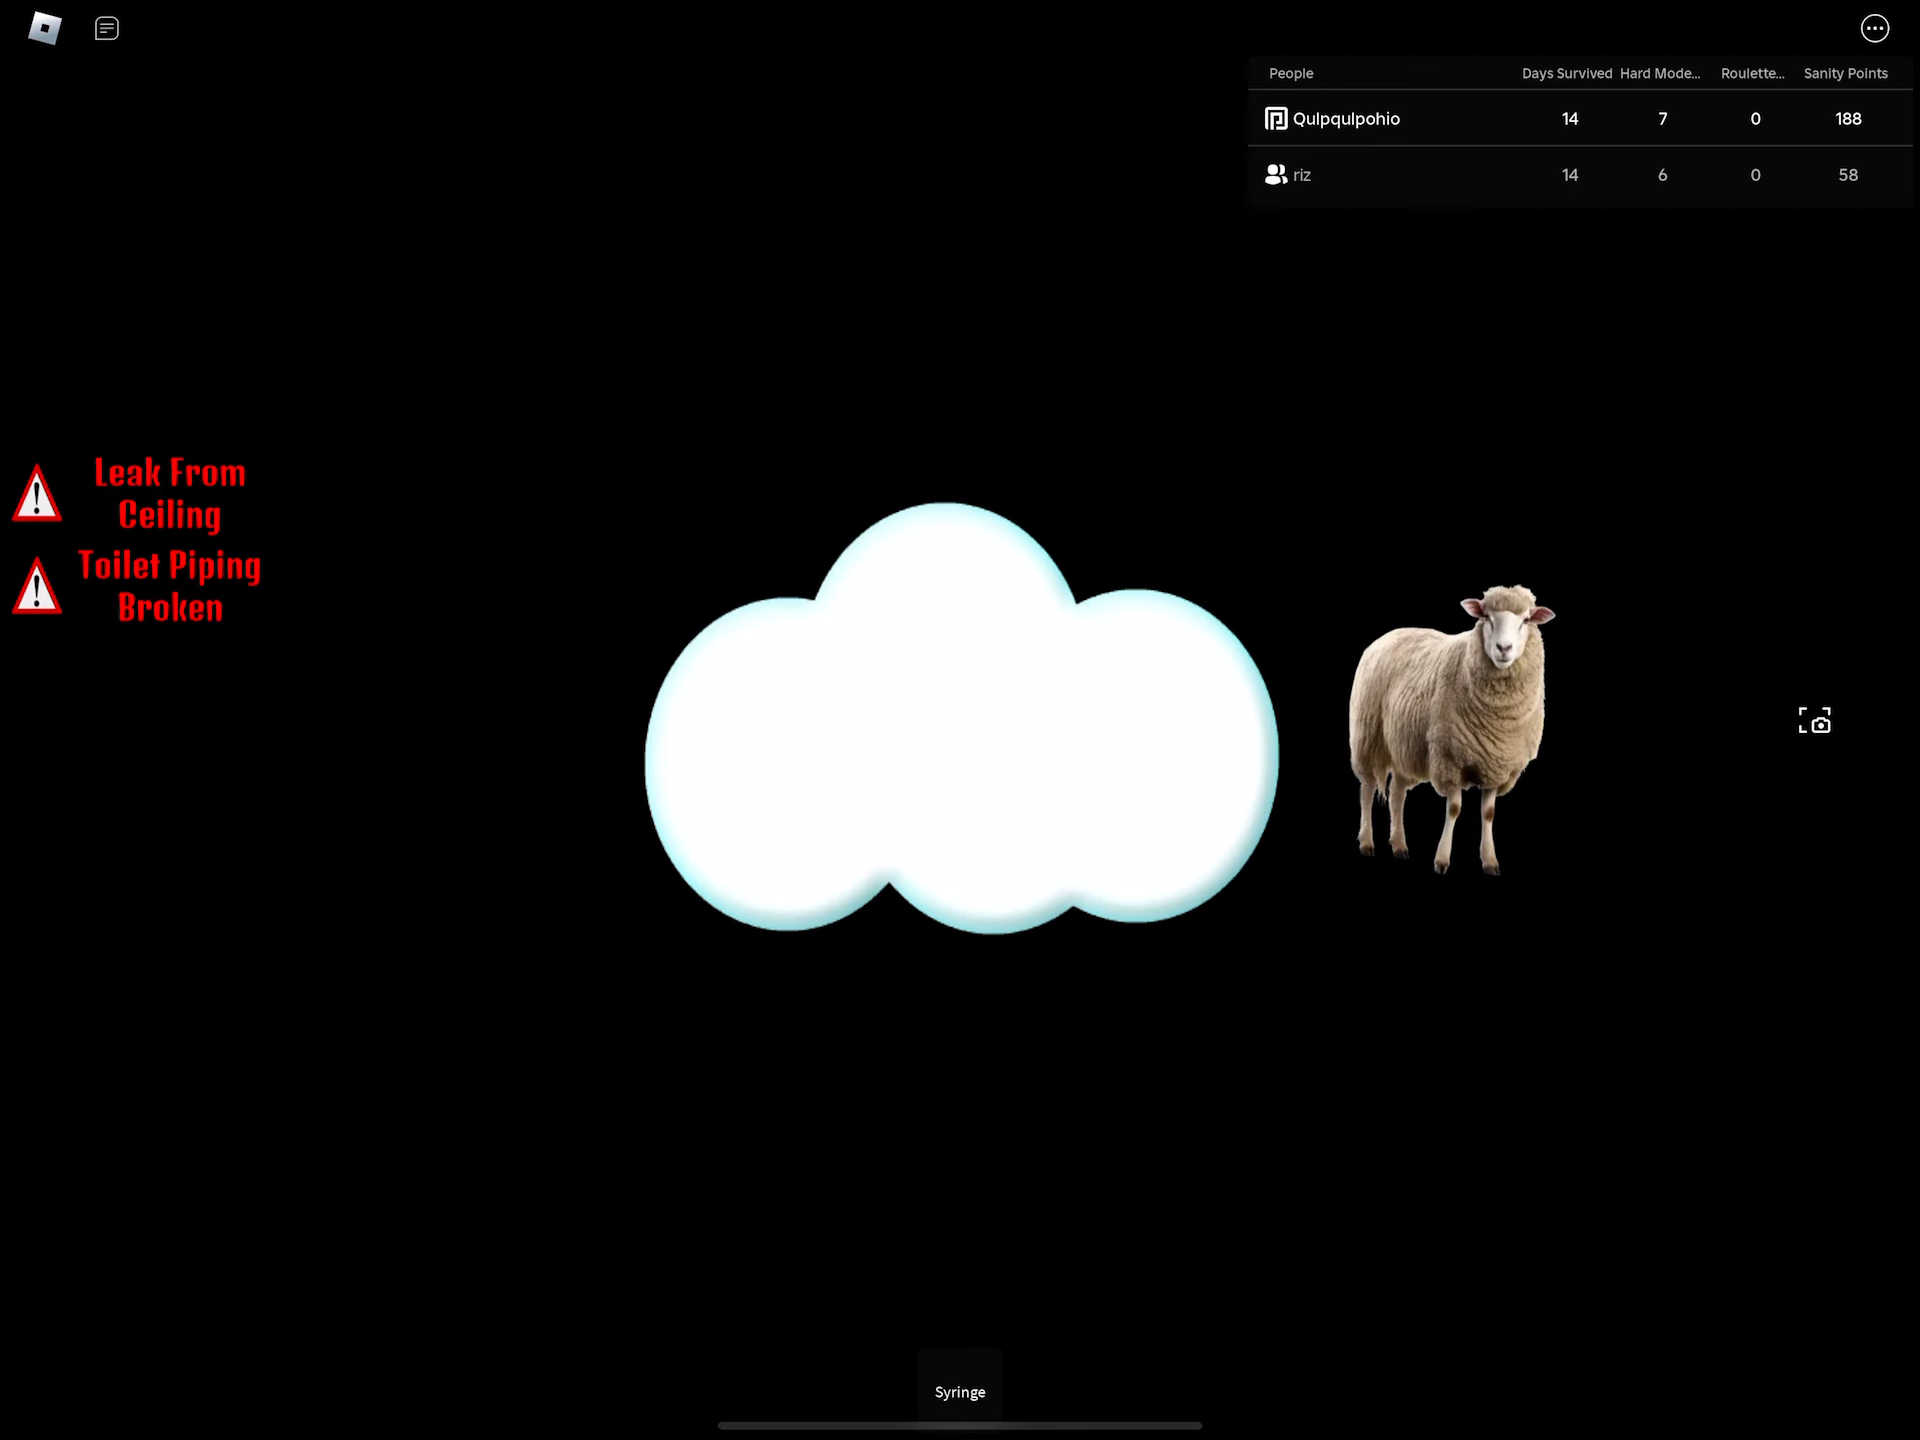 People Days Survived Hard Mode... Roulette... Sanity Points
Qulpqulpohio 14 7 0 188
riz 14 6 0 58
Leak From
Ceiling
Toilet Piping
Broken
Syringe